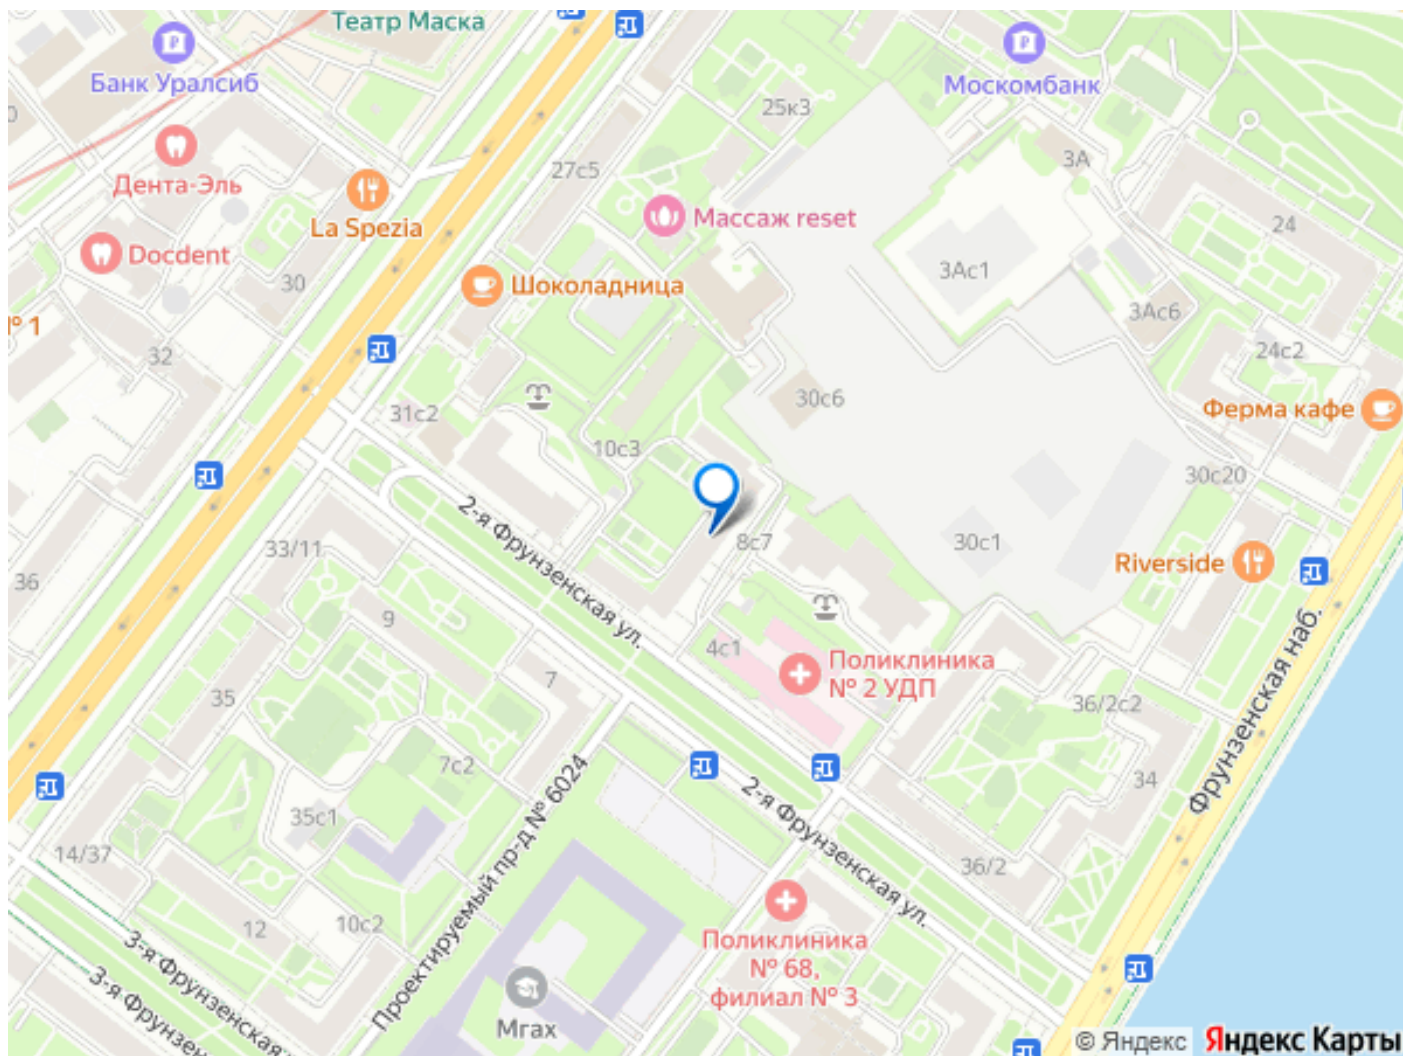 Театр Маска
Банк Уралсиб
Москомбанк
25к3
3А
27с5
Дента-Эль
La Spezia
Массаж reset
24
Docdent
30
Шоколадница
3Ас1
3Ас6
№ 1
32
24с2
30с6
31с2
Ферма кафе
10с3
30с20
2-я Фрунзенская ул.
33/11
8с7
30с1
Riverside
36
9
4с1
Поликлиника
№ 2 УДП
Фрунзенская наб.
7
35
36/2с2
7с2
34
Проектируемый пр-д № 6024
2-я Фрунзенская ул.
35с1
14/37
36/2
12
10с2
Поликлиника
№ 68,
филиал № 3
3-я Фрунзенская
3-я Фрунзе
Мгах
© Яндекс Яндекс Карты